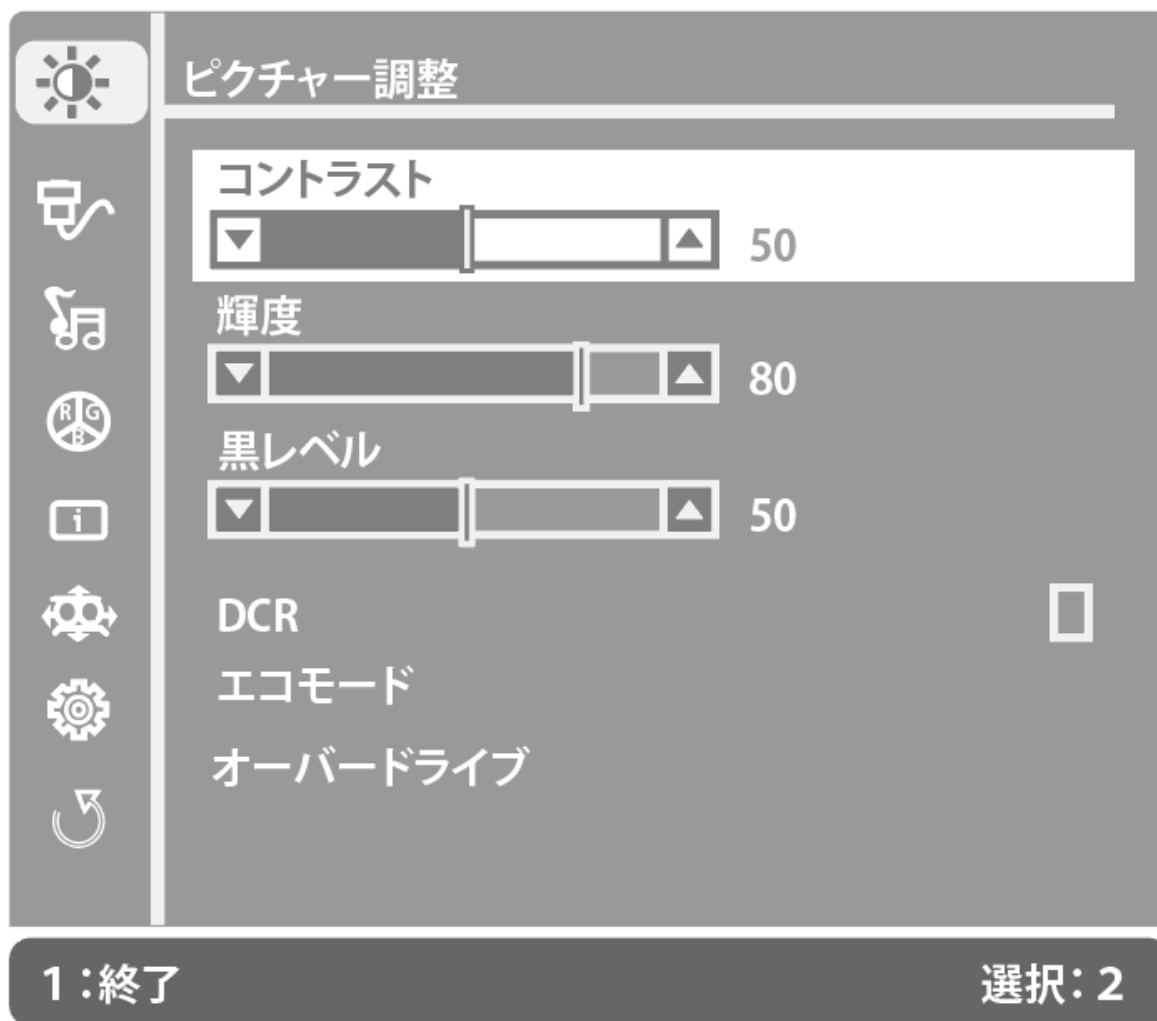 ピクチャー調整
コントラスト
50
輝度
80
黒レベル
50
R G
B
i
DCR
エコモード
オーバードライブ
1：終了 選択：2